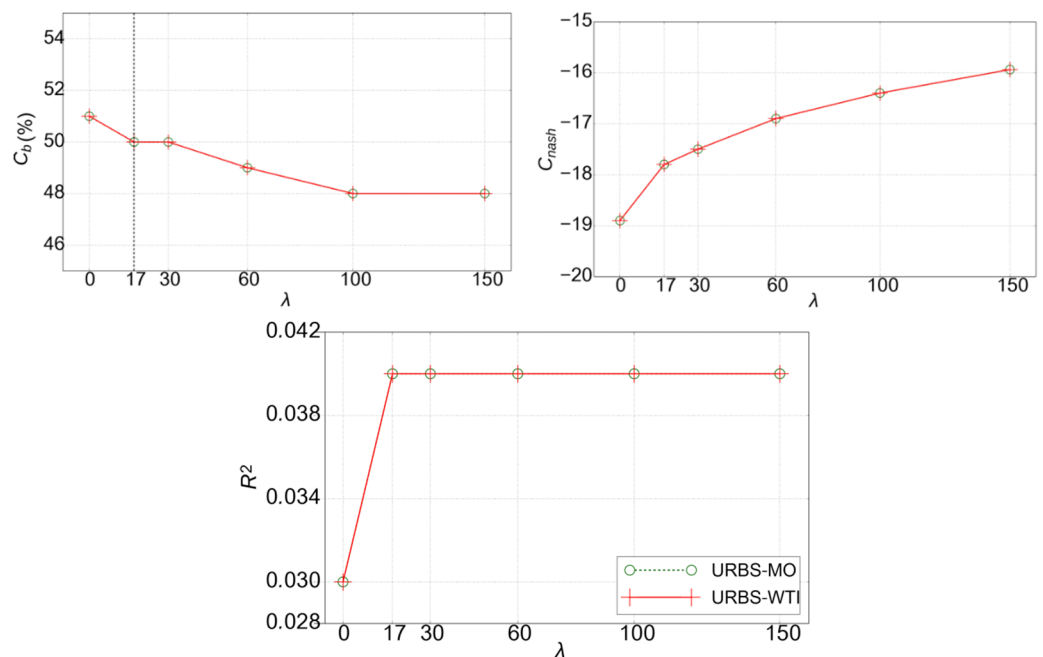 54
52
50
48
46
C_b(%)
0 17 30 60 100 150
λ
−15
−16
−17
−18
−19
−20
C_nash
0 17 30 60 100 150
λ
0.042
0.038
0.034
0.030
0.028
R²
0 17 30 60 100 150
λ
URBS-MO
URBS-WTI